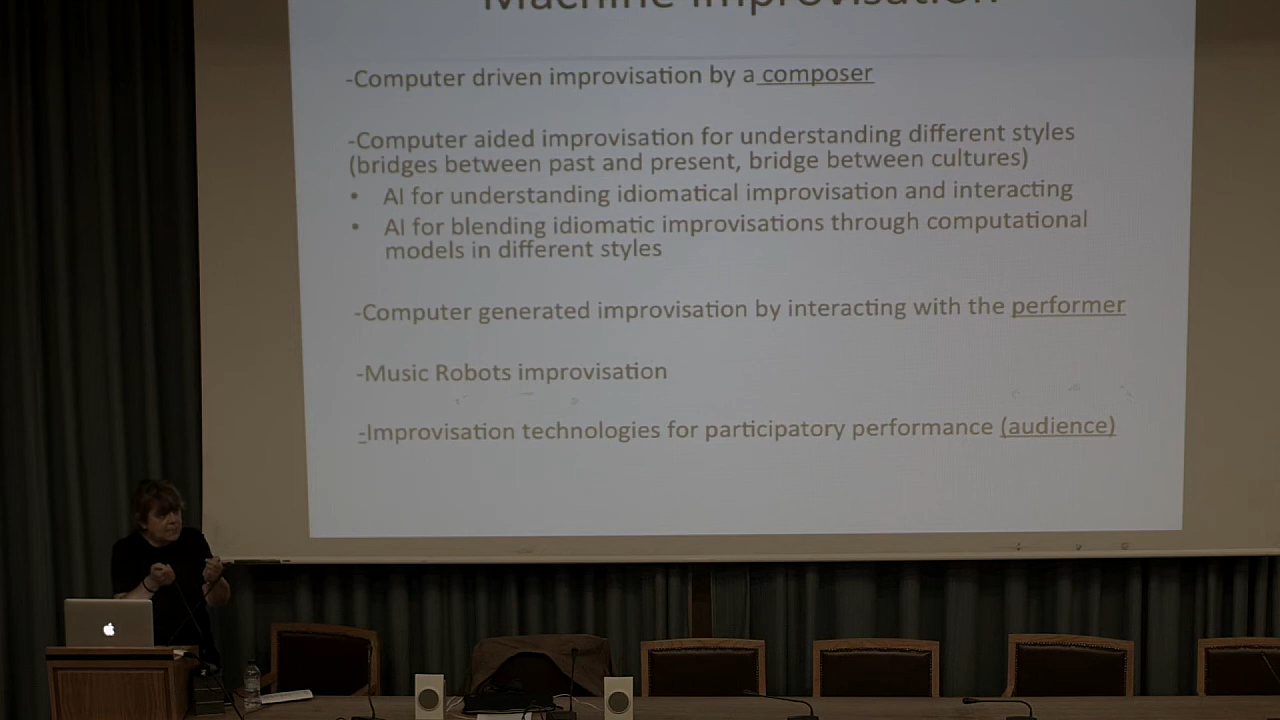 Machine Improvisation
-Computer driven improvisation by a composer
-Computer aided improvisation for understanding different styles
(bridges between past and present, bridge between cultures)
• AI for understanding idiomatical improvisation and interacting
• AI for blending idiomatic improvisations through computational
models in different styles
-Computer generated improvisation by interacting with the performer
-Music Robots improvisation
-Improvisation technologies for participatory performance (audience)